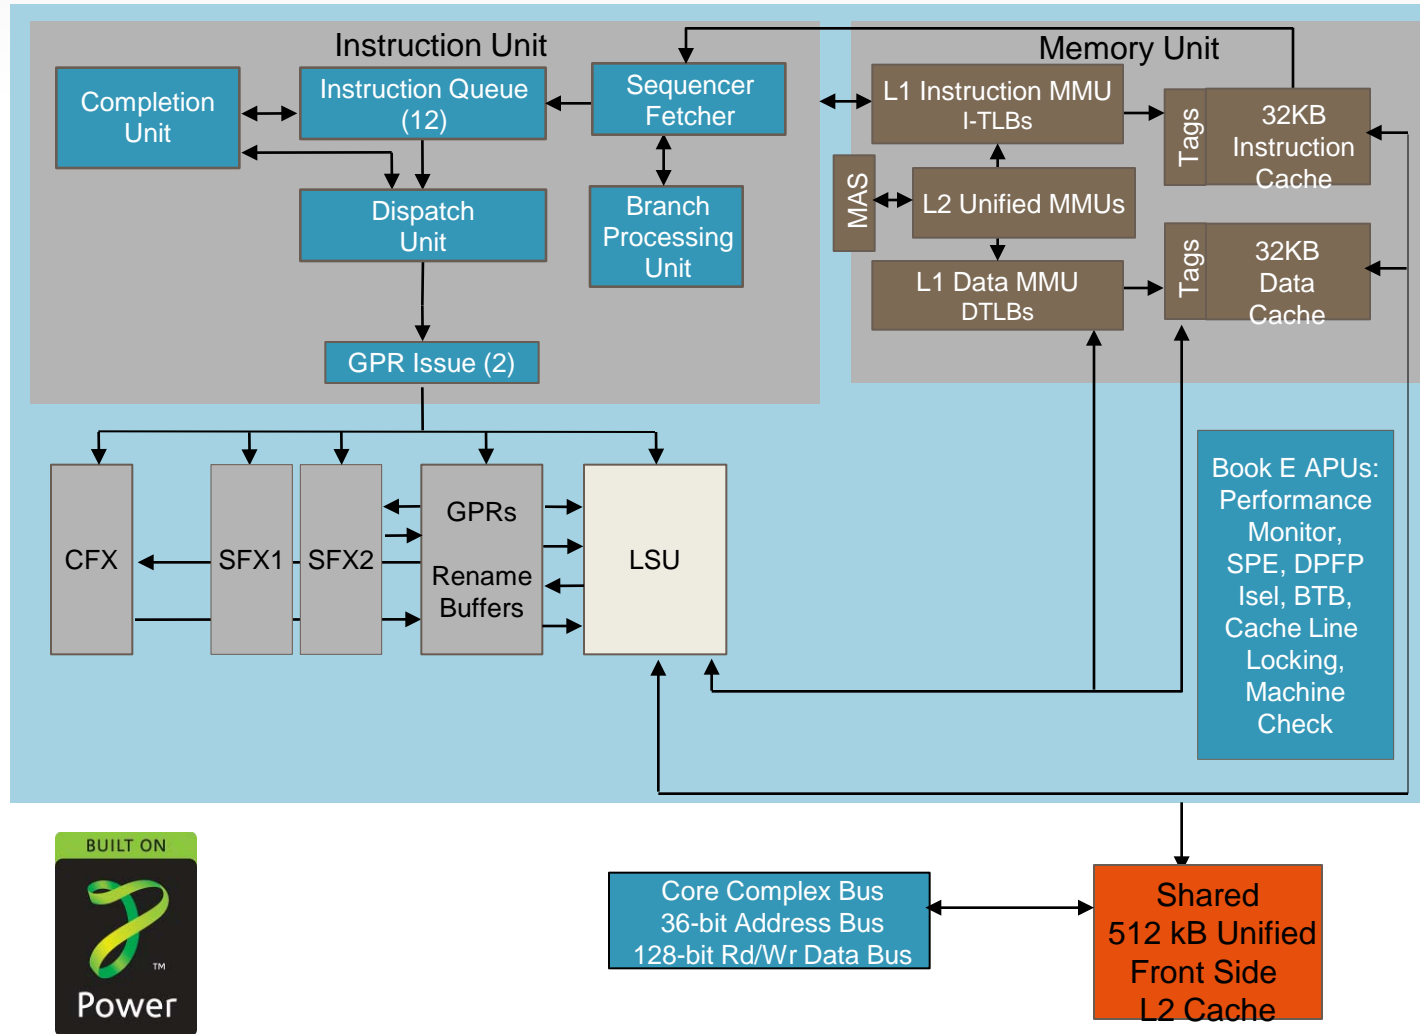 Instruction Unit
Memory Unit
Completion
Unit
Instruction Queue
(12)
Sequencer
Fetcher
L1 Instruction MMU
I-TLBs
Tags
32KB
Instruction
Cache
MAS
L2 Unified MMUs
Dispatch
Unit
Branch
Processing
Unit
L1 Data MMU
DTLBs
Tags
32KB
Data
Cache
GPR Issue (2)
CFX
SFX1
SFX2
GPRs
Rename
Buffers
LSU
Book E APUs:
Performance
Monitor,
SPE, DPFP
Isel, BTB,
Cache Line
Locking,
Machine
Check
BUILT ON
TM
Power
Core Complex Bus
36-bit Address Bus
128-bit Rd/Wr Data Bus
Shared
512 kB Unified
Front Side
L2 Cache